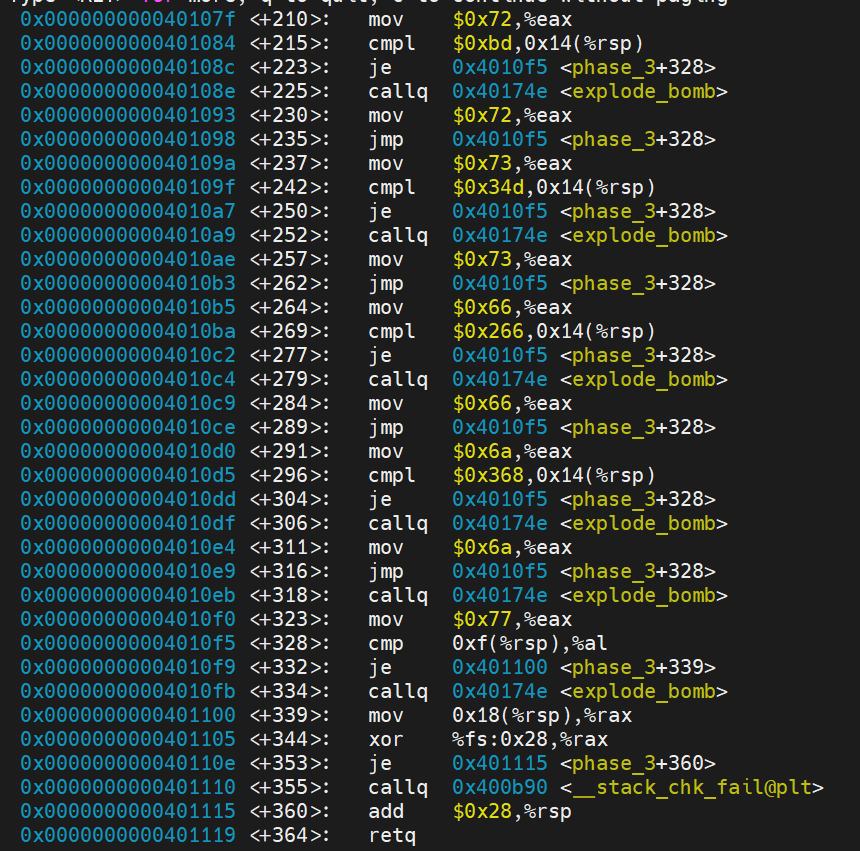 0x000000000040107f <+210>:   mov    $0x72,%eax
0x0000000000401084 <+215>:   cmpl   $0xbd,0x14(%rsp)
0x000000000040108c <+223>:   je     0x4010f5 <phase_3+328>
0x000000000040108e <+225>:   callq  0x40174e <explode_bomb>
0x0000000000401093 <+230>:   mov    $0x72,%eax
0x0000000000401098 <+235>:   jmp    0x4010f5 <phase_3+328>
0x000000000040109a <+237>:   mov    $0x73,%eax
0x000000000040109f <+242>:   cmpl   $0x34d,0x14(%rsp)
0x00000000004010a7 <+250>:   je     0x4010f5 <phase_3+328>
0x00000000004010a9 <+252>:   callq  0x40174e <explode_bomb>
0x00000000004010ae <+257>:   mov    $0x73,%eax
0x00000000004010b3 <+262>:   jmp    0x4010f5 <phase_3+328>
0x00000000004010b5 <+264>:   mov    $0x66,%eax
0x00000000004010ba <+269>:   cmpl   $0x266,0x14(%rsp)
0x00000000004010c2 <+277>:   je     0x4010f5 <phase_3+328>
0x00000000004010c4 <+279>:   callq  0x40174e <explode_bomb>
0x00000000004010c9 <+284>:   mov    $0x66,%eax
0x00000000004010ce <+289>:   jmp    0x4010f5 <phase_3+328>
0x00000000004010d0 <+291>:   mov    $0x6a,%eax
0x00000000004010d5 <+296>:   cmpl   $0x368,0x14(%rsp)
0x00000000004010dd <+304>:   je     0x4010f5 <phase_3+328>
0x00000000004010df <+306>:   callq  0x40174e <explode_bomb>
0x00000000004010e4 <+311>:   mov    $0x6a,%eax
0x00000000004010e9 <+316>:   jmp    0x4010f5 <phase_3+328>
0x00000000004010eb <+318>:   callq  0x40174e <explode_bomb>
0x00000000004010f0 <+323>:   mov    $0x77,%eax
0x00000000004010f5 <+328>:   cmp    0xf(%rsp),%al
0x00000000004010f9 <+332>:   je     0x401100 <phase_3+339>
0x00000000004010fb <+334>:   callq  0x40174e <explode_bomb>
0x0000000000401100 <+339>:   mov    0x18(%rsp),%rax
0x0000000000401105 <+344>:   xor    %fs:0x28,%rax
0x000000000040110e <+353>:   je     0x401115 <phase_3+360>
0x0000000000401110 <+355>:   callq  0x400b90 <__stack_chk_fail@plt>
0x0000000000401115 <+360>:   add    $0x28,%rsp
0x0000000000401119 <+364>:   retq